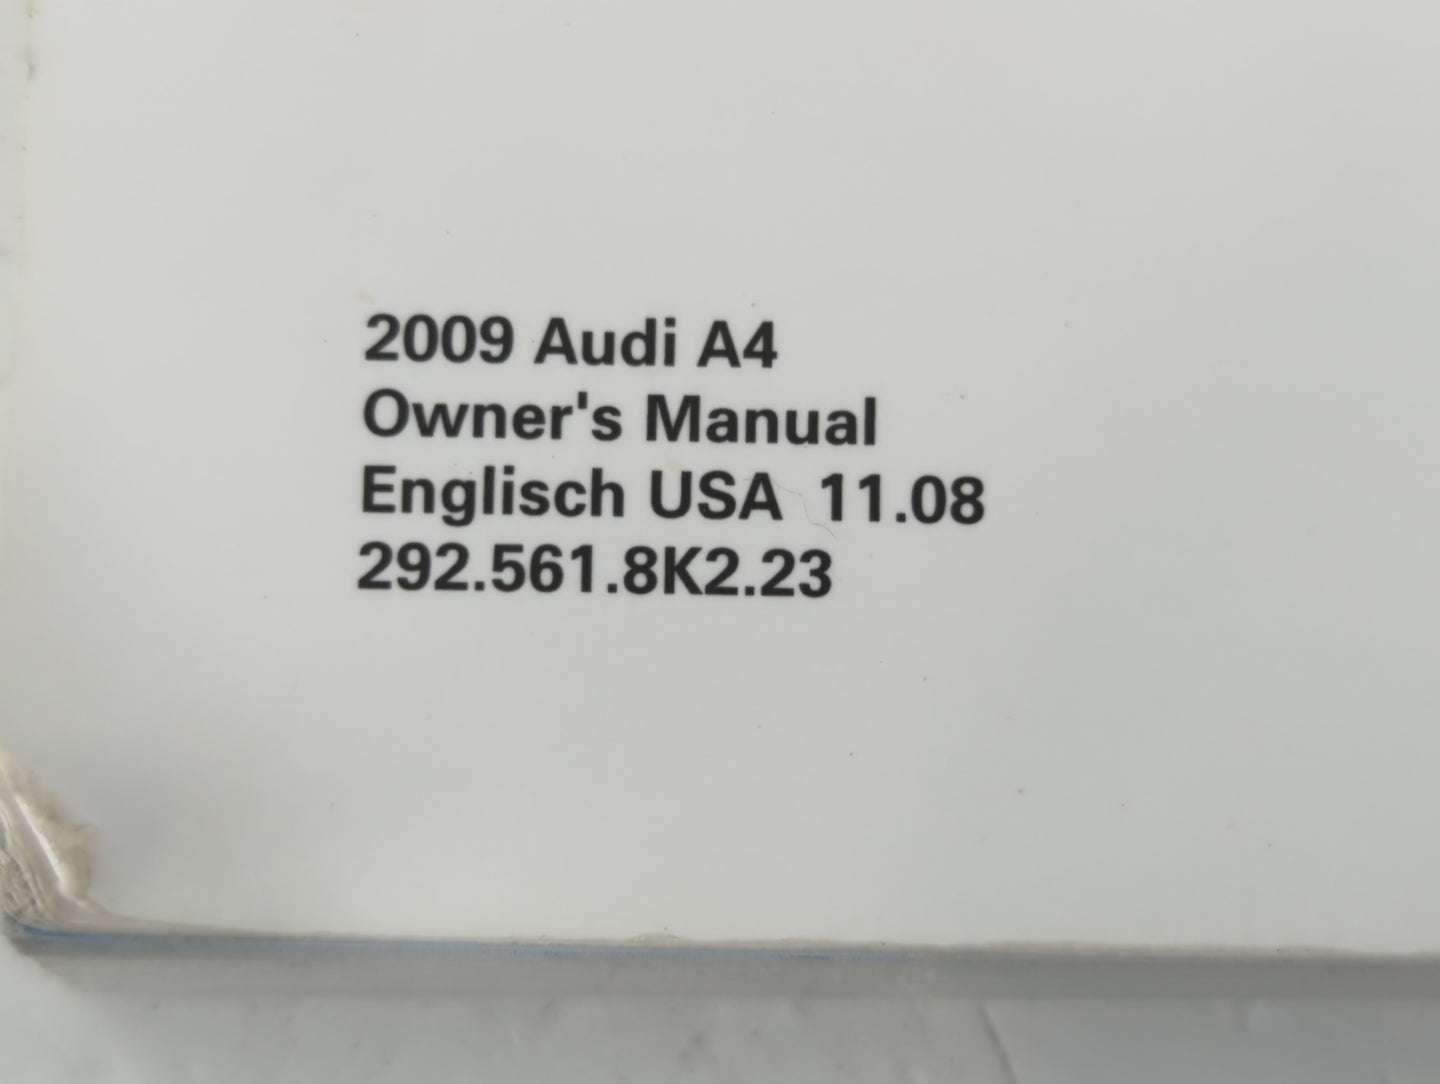 2009 Audi A4
Owner's Manual
Englisch USA 11.08
292.561.8K2.23